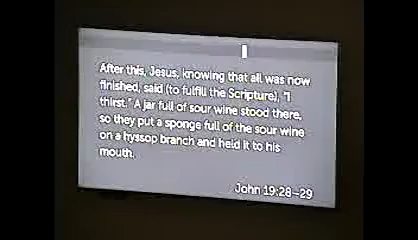 After this, Jesus, knowing that all was now
finished, said (to fulfill the Scripture), "I
thirst." A jar full of sour wine stood there,
so they put a sponge full of the sour wine
on a hyssop branch and held it to his
mouth.
John 19:28–29